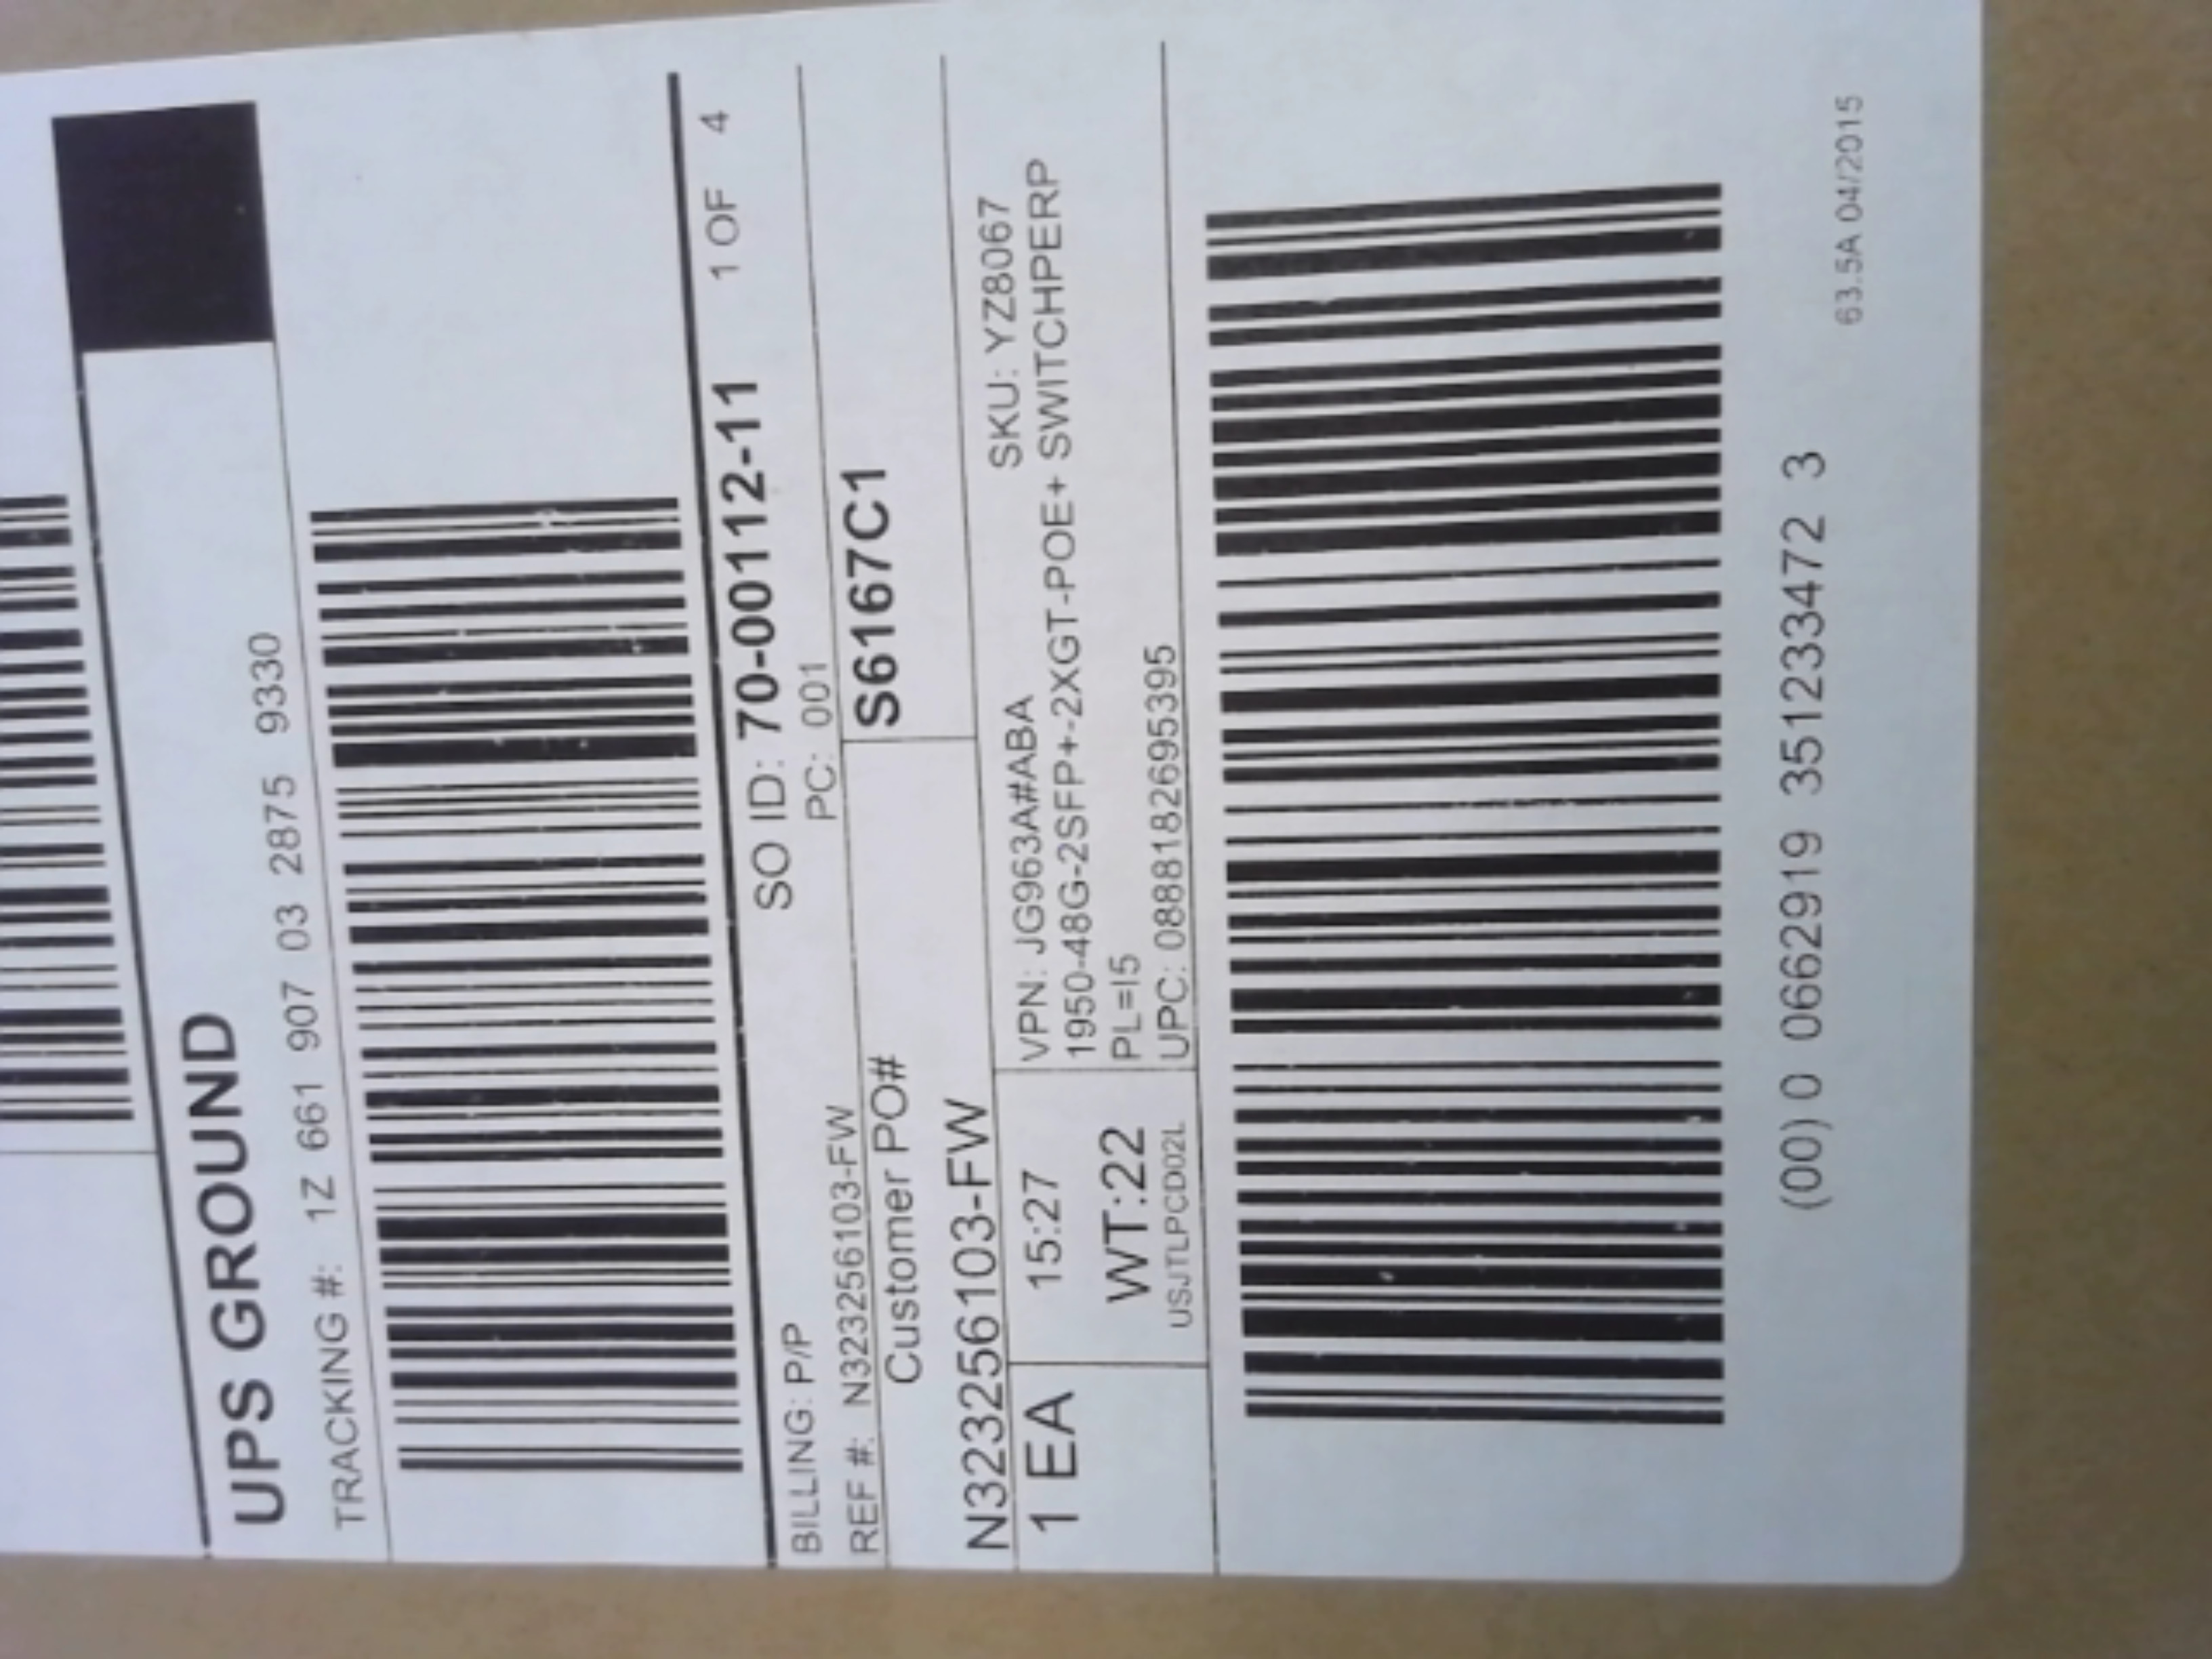 UPS GROUND
TRACKING #: 1Z 661 907 03 2875 9330
SO ID: 70-00112-11 1 OF 4
BILLING: P/P
PC: 001
REF #: N323256103-FW
Customer PO#
S6167C1
N323256103-FW
1 EA
15:27
WT:22
USJTLPCD02L
VPN: JG963A#ABA SKU: YZ8067
1950-48G-2SFP+-2XGT-POE+ SWITCHPERP
PL=I5
UPC: 088818269539​5
(00) 0 0662919 351233472 3
63.5A 04/2015